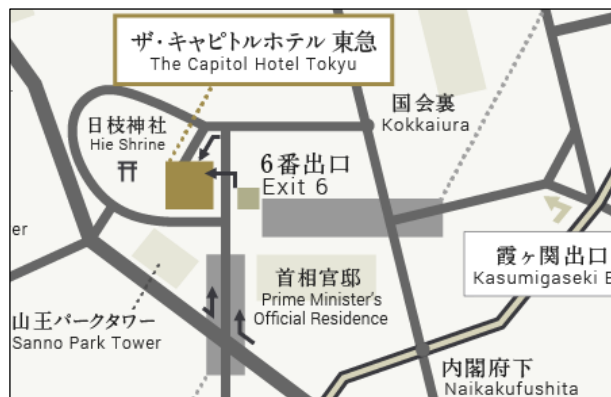 ザ・キャピトルホテル 東急
The Capitol Hotel Tokyu
日枝神社
Hie Shrine
国会裏
Kokkaiura
6番出口
Exit 6
er
霞ヶ関出口
Kasumigaseki E
首相官邸
Prime Minister's
Official Residence
山王パークタワー
Sanno Park Tower
内閣府下
Naikakufushita